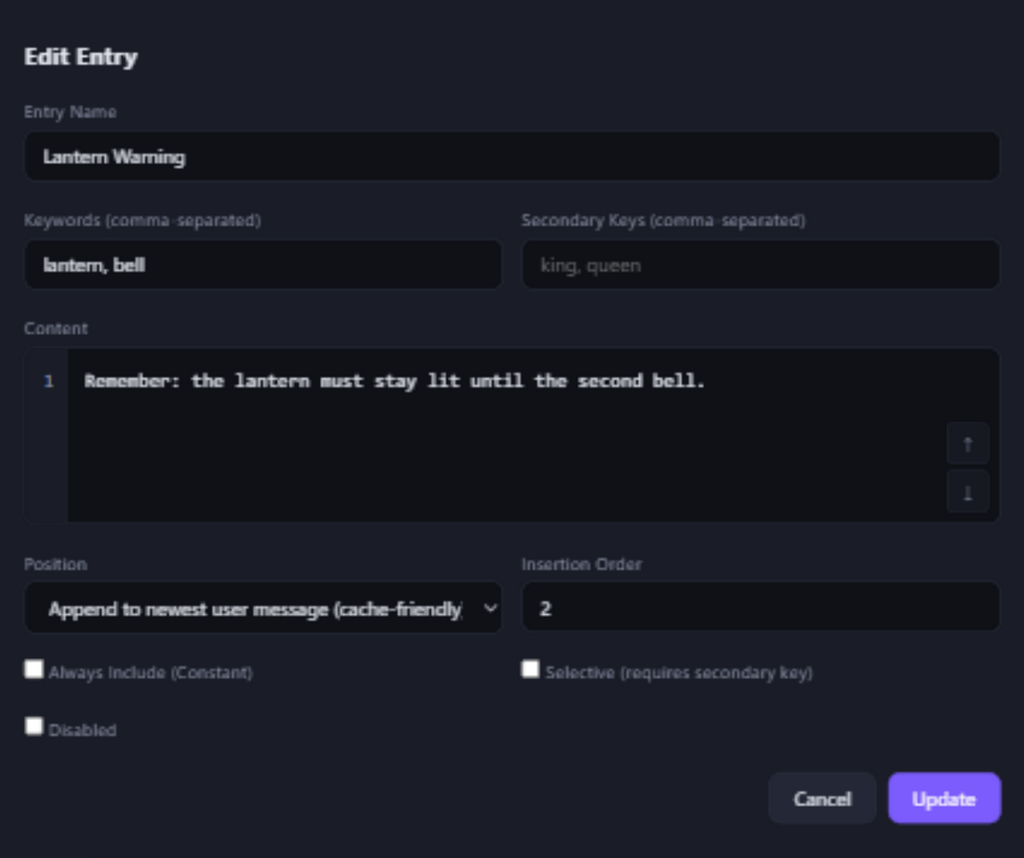 Edit Entry
Entry Name
Lantern Warning
Keywords (comma-separated)
Secondary Keys (comma-separated)
lantern, bell
king, queen
Content
1 Remember: the lantern must stay lit until the second bell.
↑
↓
Position
Insertion Order
Append to newest user message (cache-friendly)
2
Always Include (Constant)
Selective (requires secondary key)
Disabled
Cancel
Update